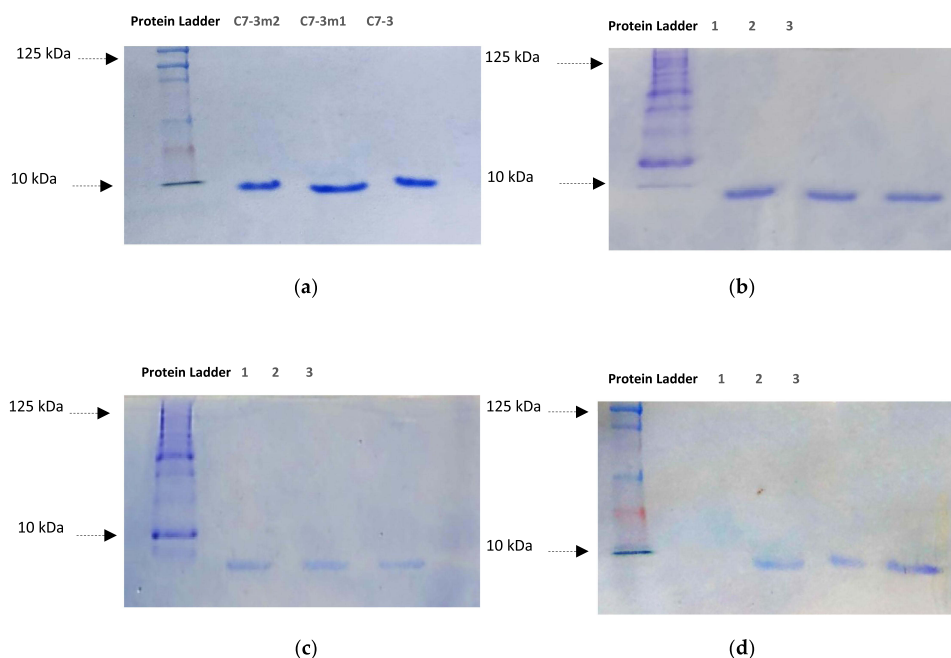 Protein Ladder C7-3m2 C7-3m1 C7-3
125 kDa
10 kDa
(a)
Protein Ladder 1 2 3
125 kDa
10 kDa
(b)
Protein Ladder 1 2 3
125 kDa
10 kDa
(c)
Protein Ladder 1 2 3
125 kDa
10 kDa
(d)